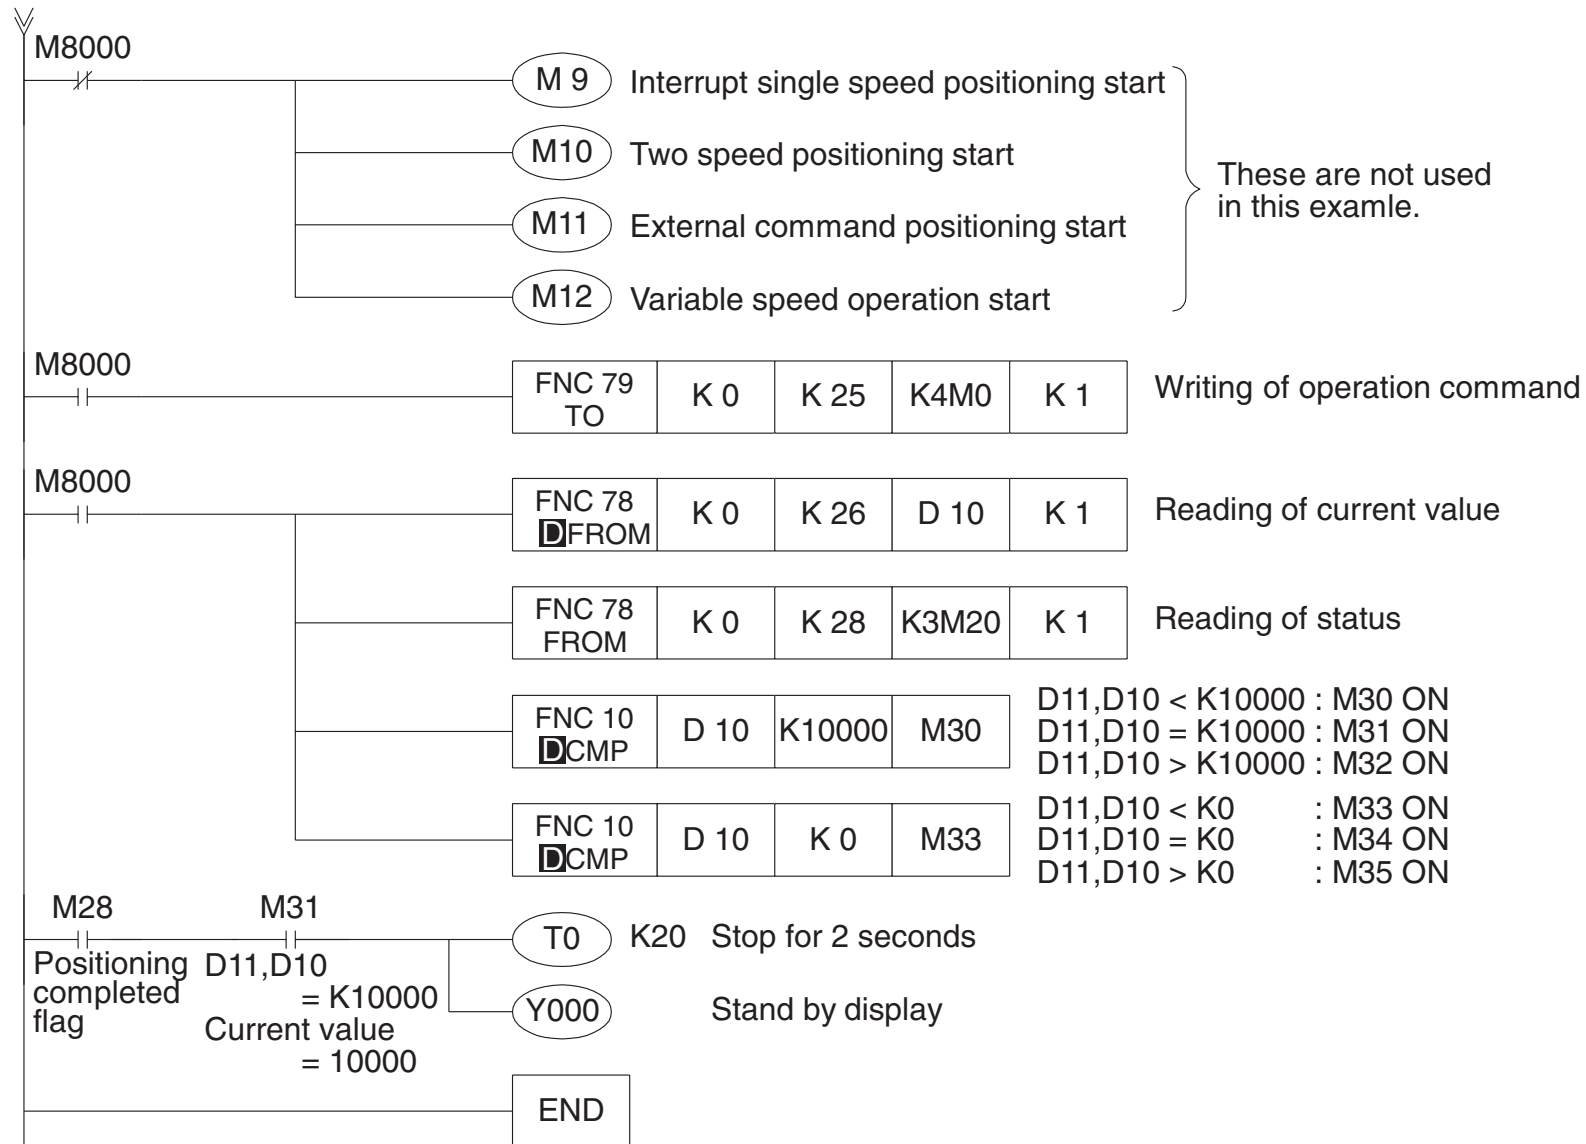 M8000
M 9 Interrupt single speed positioning start
M10 Two speed positioning start
These are not used
in this examle.
M11 External command positioning start
M12 Variable speed operation start
M8000
FNC 79
TO
K 0 K 25 K4M0 K 1 Writing of operation command
M8000
FNC 78
DFROM
K 0 K 26 D 10 K 1 Reading of current value
FNC 78
FROM
K 0 K 28 K3M20 K 1 Reading of status
FNC 10
DCMP
D 10 K10000 M30
D11,D10 < K10000 : M30 ON
D11,D10 = K10000 : M31 ON
D11,D10 > K10000 : M32 ON
FNC 10
DCMP
D 10 K 0 M33
D11,D10 < K0 : M33 ON
D11,D10 = K0 : M34 ON
D11,D10 > K0 : M35 ON
M28 M31
T0 K20 Stop for 2 seconds
Positioning
completed
flag
D11,D10
= K10000
Current value
= 10000
Y000 Stand by display
END